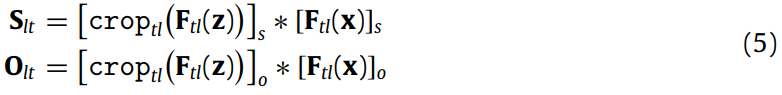 S_{lt} = [crop_{tl}(F_{tl}(z))]_s ∗ [F_{tl}(x)]_s
O_{lt} = [crop_{tl}(F_{tl}(z))]_o ∗ [F_{tl}(x)]_o
(5)